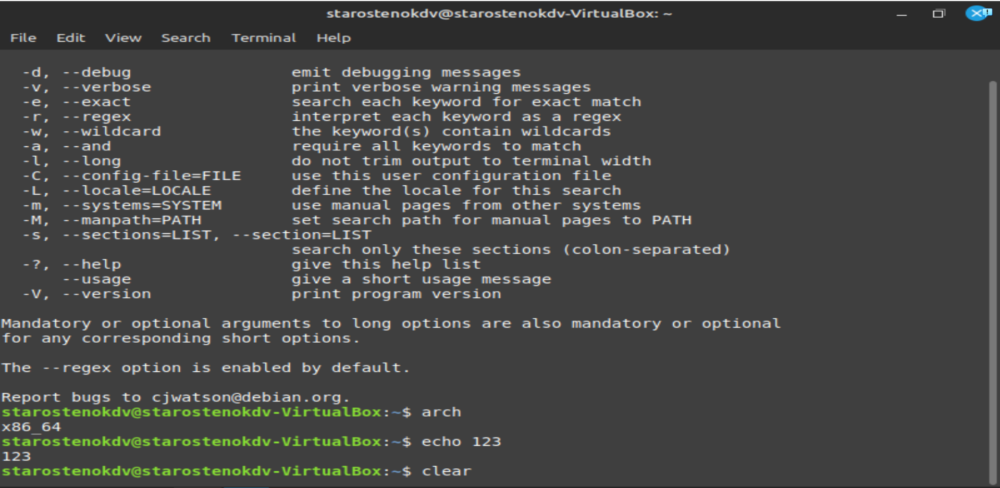 starostenokdv@starostenokdv-VirtualBox: ~
File Edit View Search Terminal Help
-d, --debug emit debugging messages
-v, --verbose print verbose warning messages
-e, --exact search each keyword for exact match
-r, --regex interpret each keyword as a regex
-w, --wildcard the keyword(s) contain wildcards
-a, --and require all keywords to match
-l, --long do not trim output to terminal width
-C, --config-file=FILE use this user configuration file
-L, --locale=LOCALE define the locale for this search
-m, --systems=SYSTEM use manual pages from other systems
-M, --manpath=PATH set search path for manual pages to PATH
-s, --sections=LIST, --section=LIST
search only these sections (colon-separated)
-?, --help give this help list
--usage give a short usage message
-V, --version print program version
Mandatory or optional arguments to long options are also mandatory or optional
for any corresponding short options.
The --regex option is enabled by default.
Report bugs to cjwatson@debian.org.
starostenokdv@starostenokdv-VirtualBox:~$ arch
x86_64
starostenokdv@starostenokdv-VirtualBox:~$ echo 123
123
starostenokdv@starostenokdv-VirtualBox:~$ clear